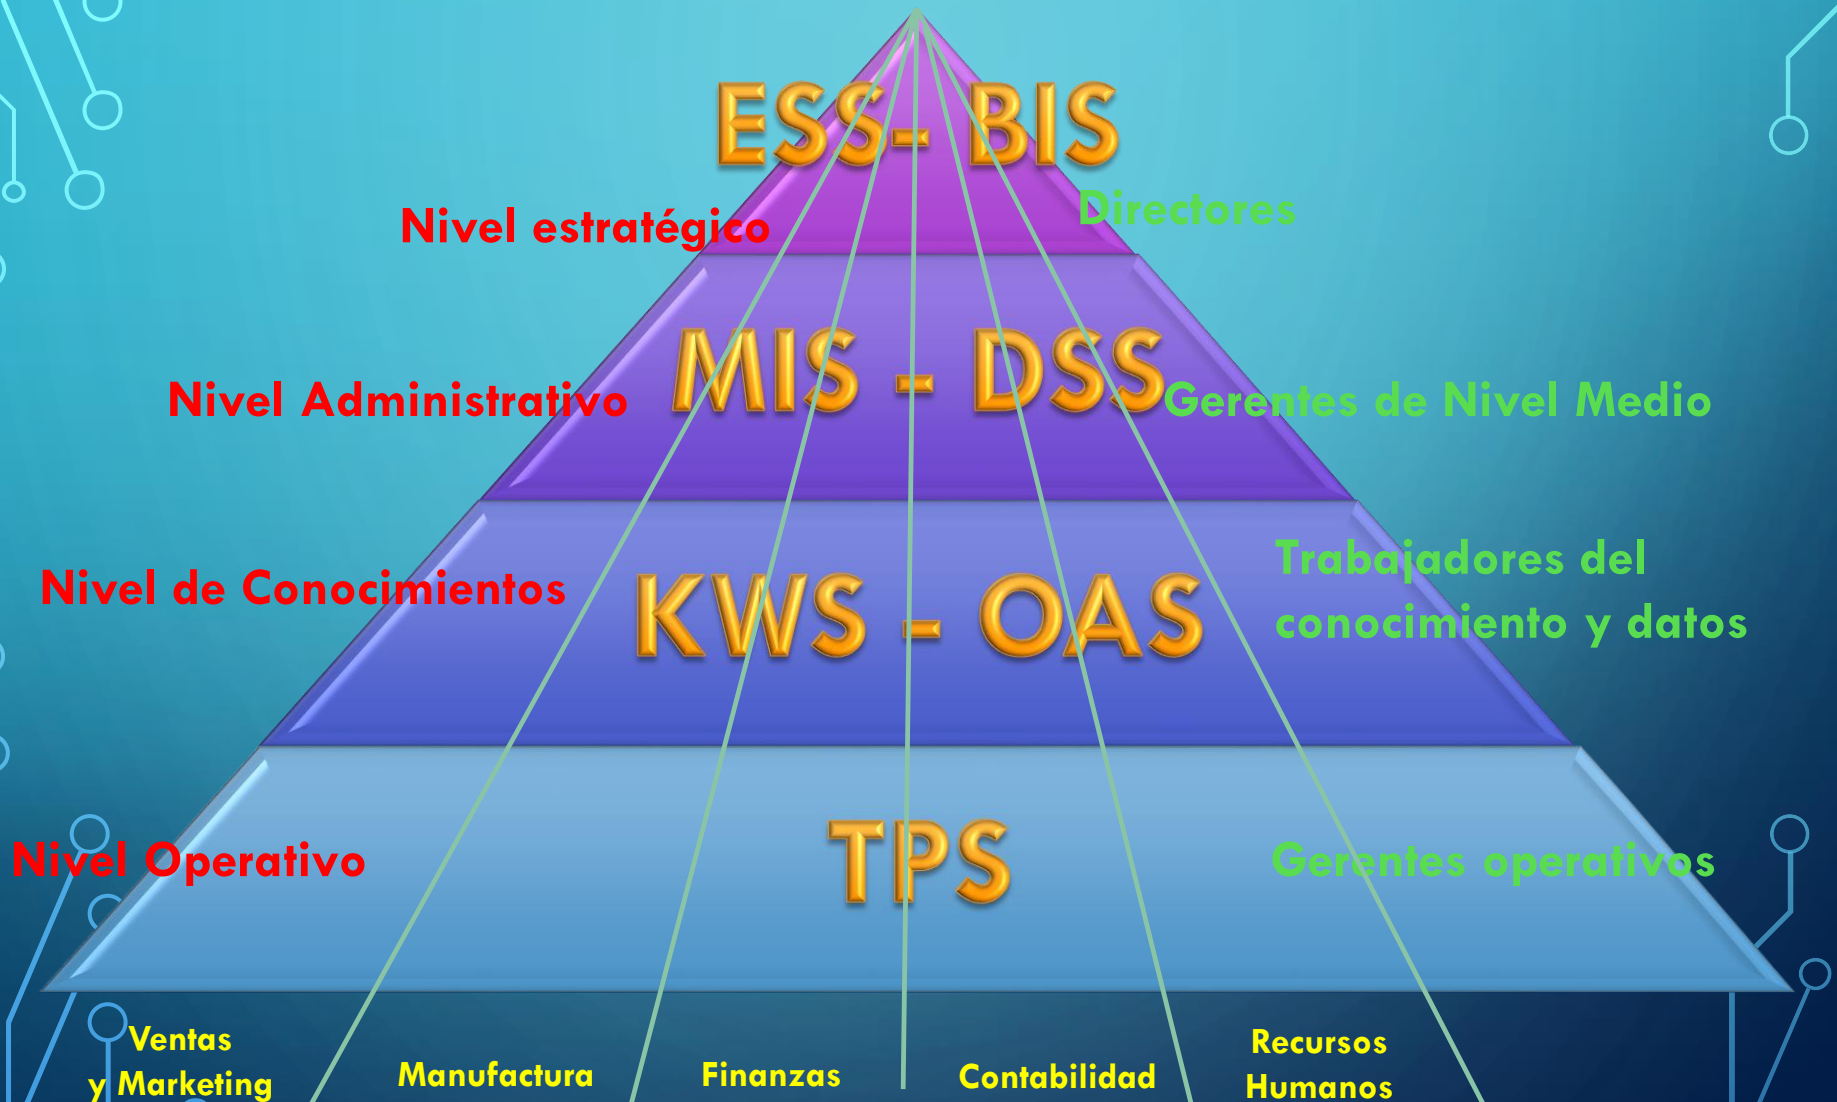 ESS- BIS
Nivel estratégico
Directores
MIS - DSS
Nivel Administrativo
Gerentes de Nivel Medio
Nivel de Conocimientos
KWS - OAS
Trabajadores del
conocimiento y datos
Nivel Operativo
TPS
Gerentes operativos
Ventas
y Marketing
Manufactura
Finanzas
Contabilidad
Recursos
Humanos